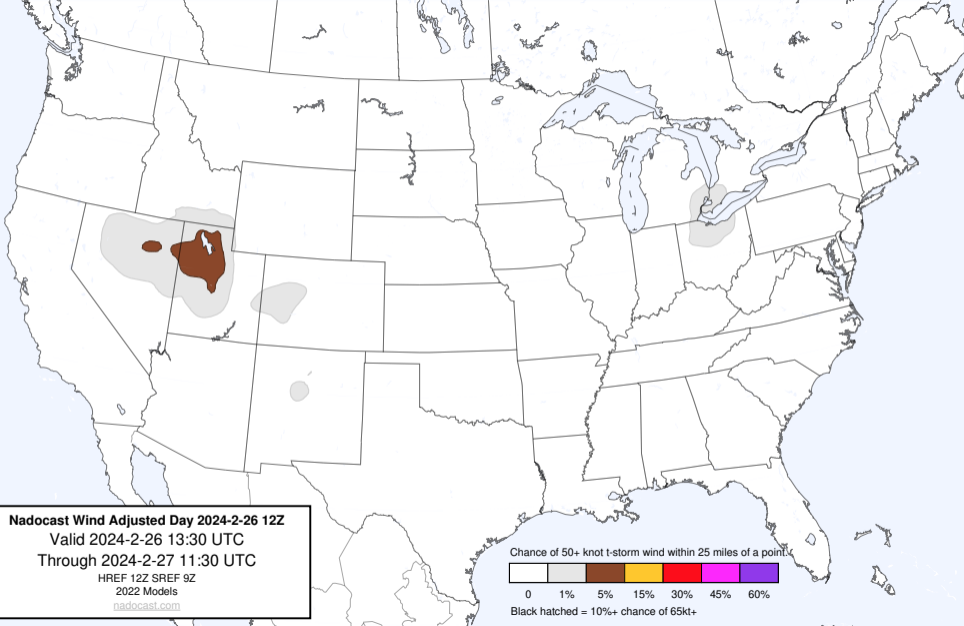 Nadocast Wind Adjusted Day 2024-2-26 12Z
Valid 2024-2-26 13:30 UTC
Through 2024-2-27 11:30 UTC
HREF 12Z SREF 9Z
2022 Models
nadocast.com
Chance of 50+ knot t-storm wind within 25 miles of a point.
0 1% 5% 15% 30% 45% 60%
Black hatched = 10%+ chance of 65kt+